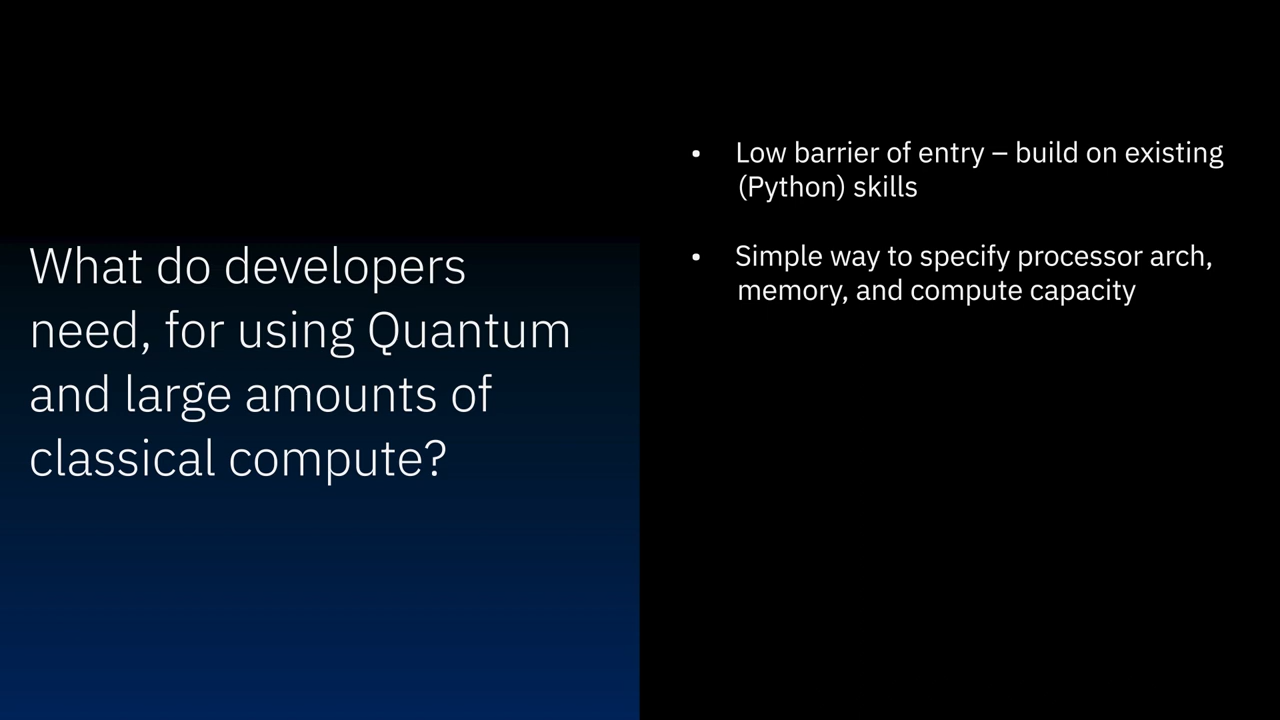 What do developers
need, for using Quantum
and large amounts of
classical compute?
• Low barrier of entry – build on existing
(Python) skills
• Simple way to specify processor arch,
memory, and compute capacity